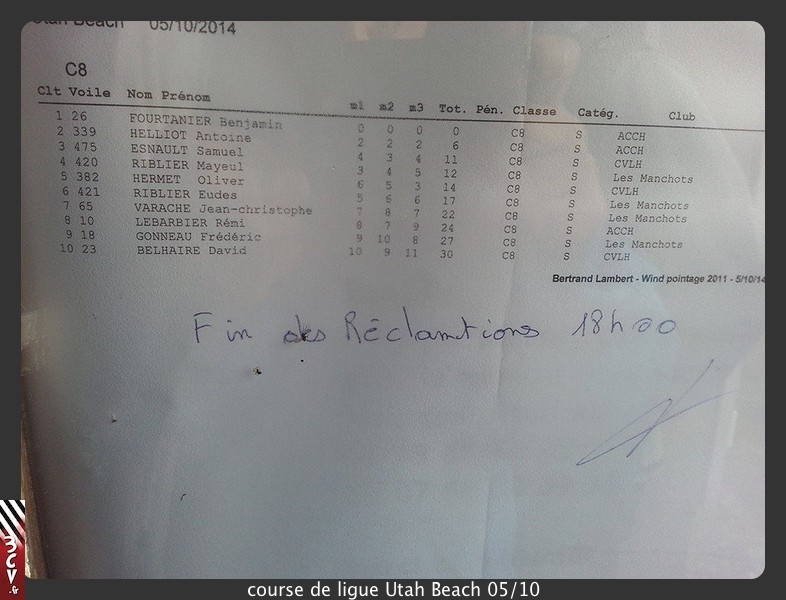 Utah Beach 05/10/2014
C8
Clt Voile Nom Prénom m1 m2 m3 Tot. Pén. Classe Catég. Club
1 26 FOURTANIER Benjamin 0 0 0 0 C8 S ACCH
2 339 HELLIOT Antoine 2 2 2 6 C8 S ACCH
3 475 ESNAULT Samuel 4 3 4 11 C8 S CVLH
4 420 RIBLIER Mayeul 3 4 5 12 C8 S Les Manchots
5 382 HERMET Oliver 6 5 3 14 C8 S CVLH
6 421 RIBLIER Eudes 5 6 6 17 C8 S Les Manchots
7 65 VARACHE Jean-christophe 7 8 7 22 C8 S Les Manchots
8 10 LEBARBIER Rémi 8 7 9 24 C8 S ACCH
9 18 GONNEAU Frédéric 9 10 8 27 C8 S Les Manchots
10 23 BELHAIRE David 10 9 11 30 C8 S CVLH
Bertrand Lambert - Wind pointage 2011 - 5/10/14
Fin des Réclamations 18h00
3CV.fr
course de ligue Utah Beach 05/10